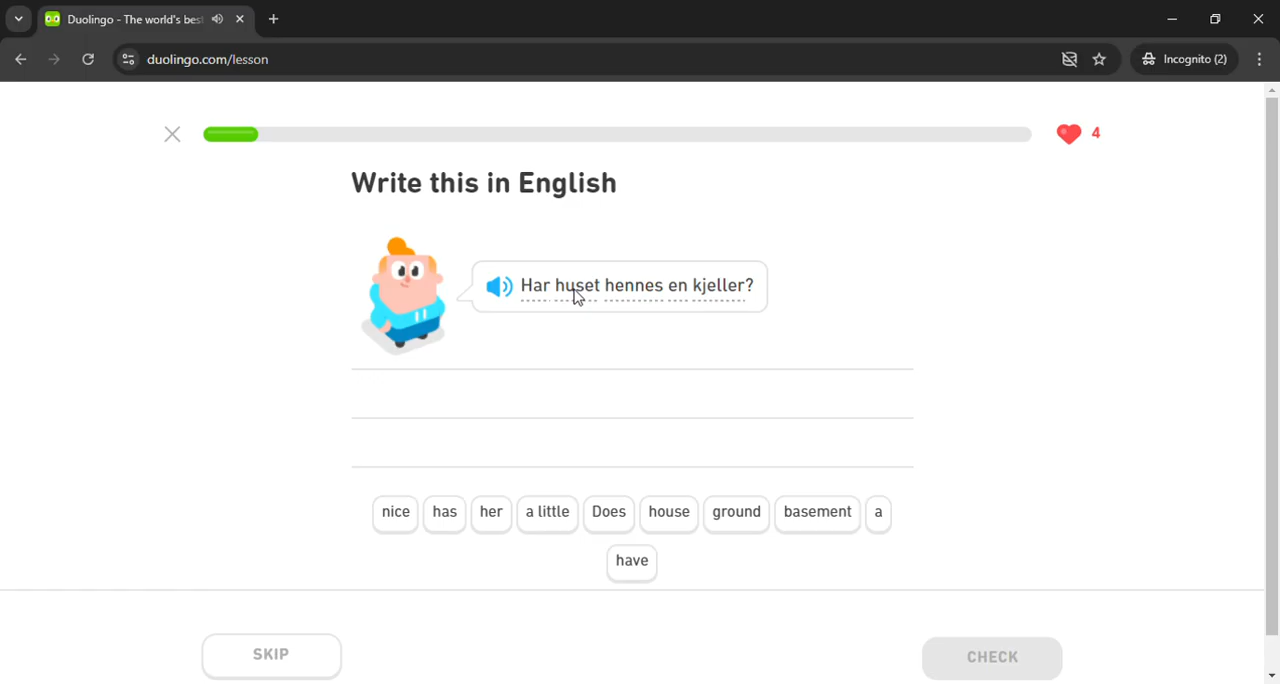 Duolingo - The world's bes
duolingo.com/lesson
Incognito (2)
4
Write this in English
Har huset hennes en kjeller?
nice has her a little Does house ground basement a
have
SKIP CHECK